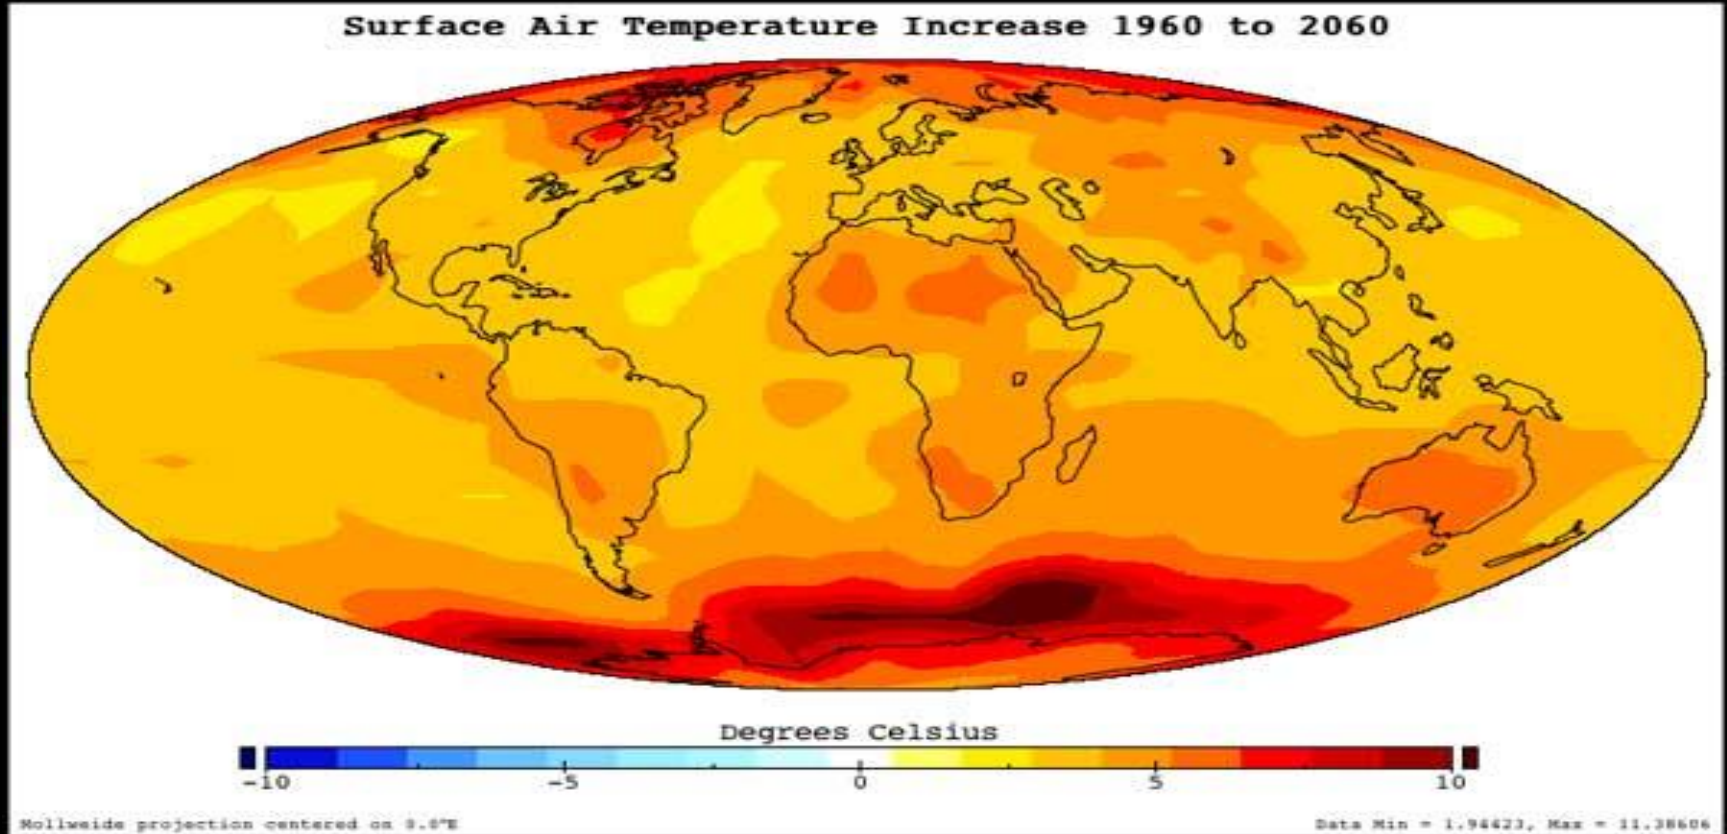 Surface Air Temperature Increase 1960 to 2060
Degrees Celsius
-10 -5 0 5 10
Mollweide projection centered on 0.0°E
Data Min = 1.94423, Max = 11.38606